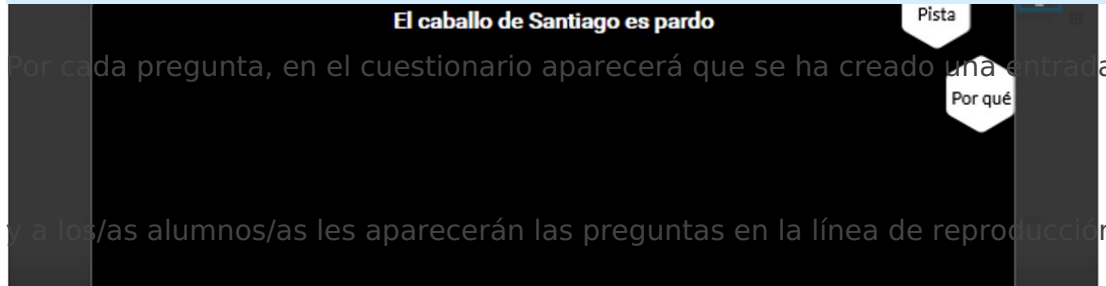 El caballo de Santiago es pardo
Pista
Por cada pregunta, en el cuestionario aparecerá que se ha creado una entrada
Por qué
y a los/as alumnos/as les aparecerán las preguntas en la línea de reproducción